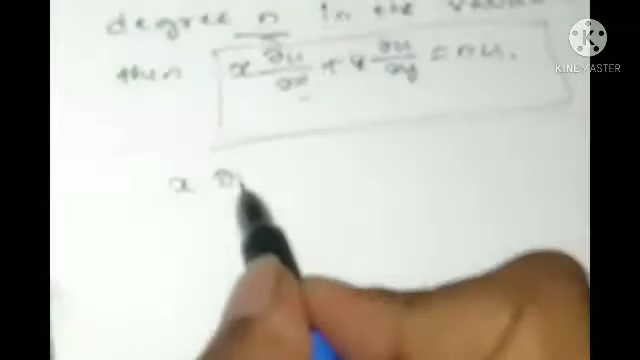 degree n in the
then x ∂u/∂x + y ∂u/∂y = nu.
x ∂
KINEMASTER